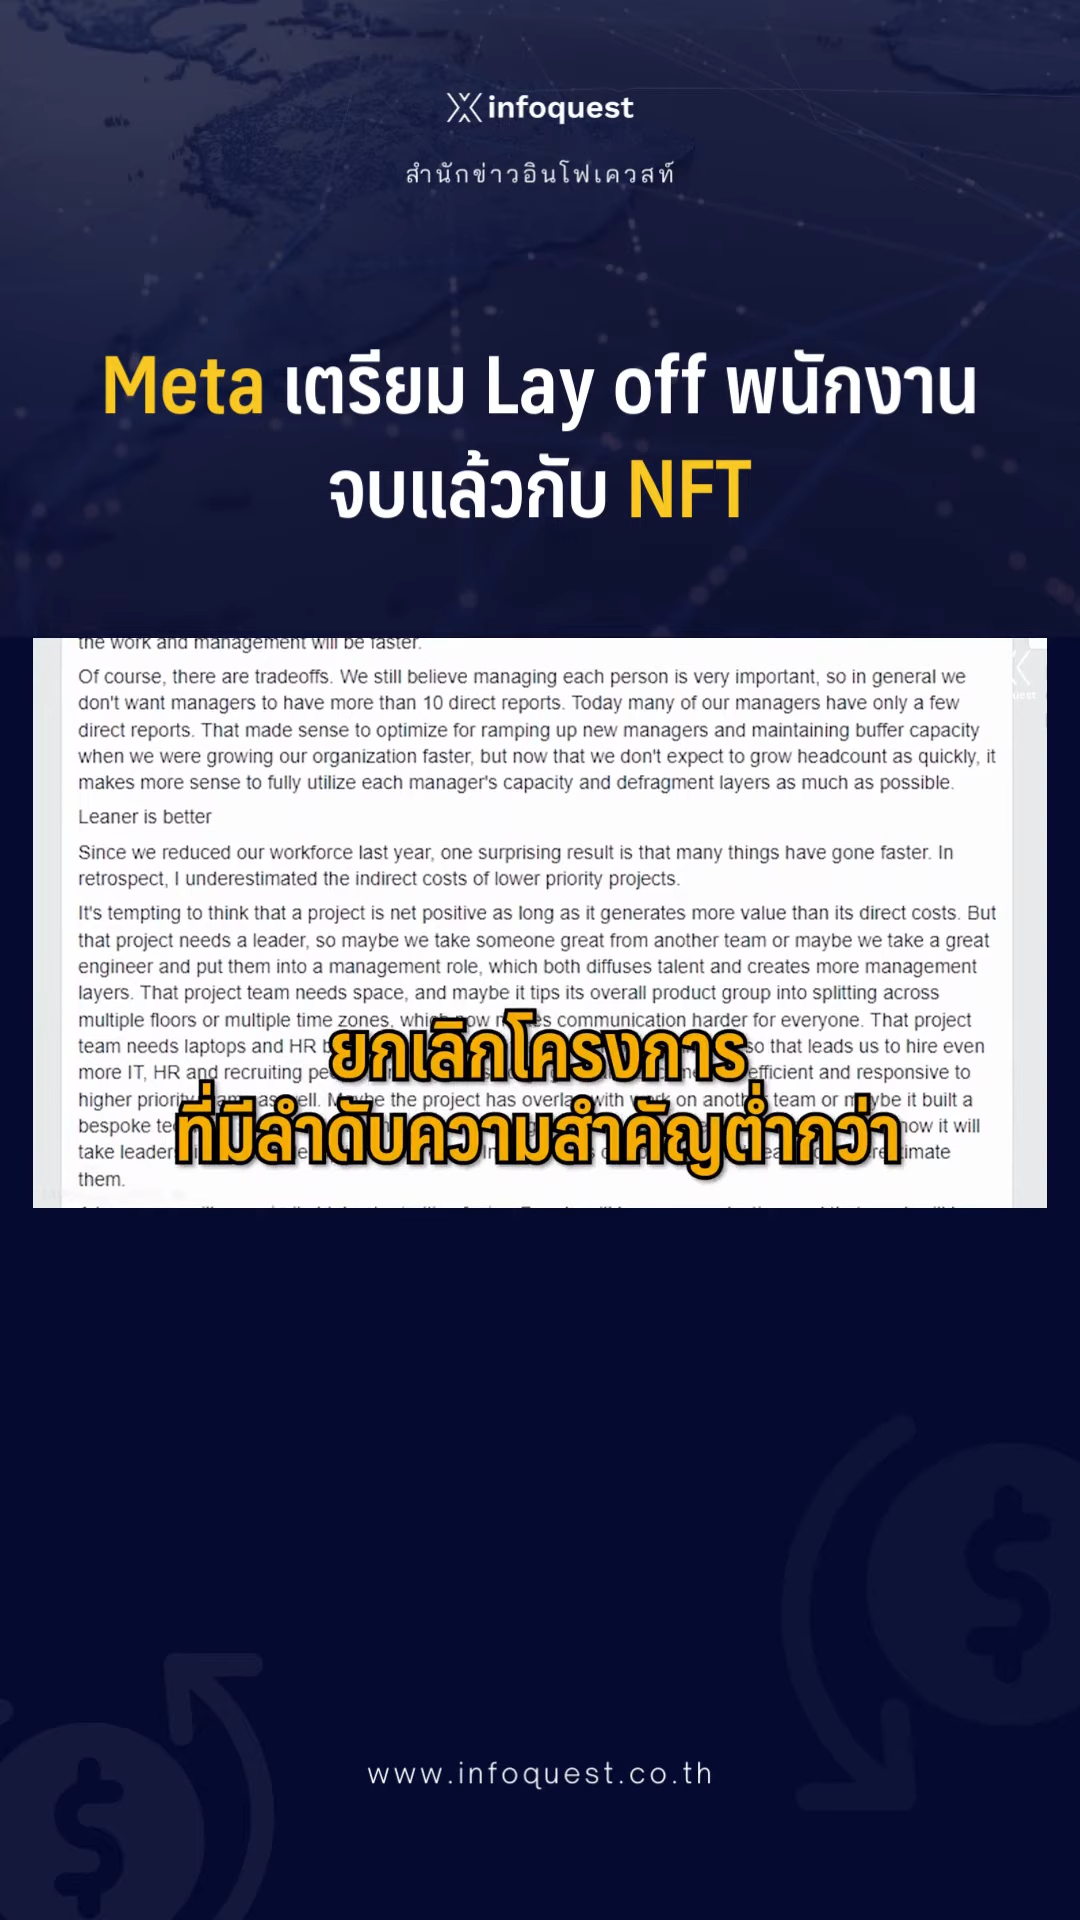 infoquest
สำนักข่าวอินโฟเควสท์
Meta เตรียม Lay off พนักงาน
จบแล้วกับ NFT
the work and management will be faster.
Of course, there are tradeoffs. We still believe managing each person is very important, so in general we
don't want managers to have more than 10 direct reports. Today many of our managers have only a few
direct reports. That made sense to optimize for ramping up new managers and maintaining buffer capacity
when we were growing our organization faster, but now that we don't expect to grow headcount as quickly, it
makes more sense to fully utilize each manager's capacity and defragment layers as much as possible.
Leaner is better
Since we reduced our workforce last year, one surprising result is that many things have gone faster. In
retrospect, I underestimated the indirect costs of lower priority projects.
It's tempting to think that a project is net positive as long as it generates more value than its direct costs. But
that project needs a leader, so maybe we take someone great from another team or maybe we take a great
engineer and put them into a management role, which both diffuses talent and creates more management
layers. That project team needs space, and maybe it tips its overall product group into splitting across
multiple floors or multiple time zones, which now makes communication harder for everyone. That project
team needs laptops and HR so that leads us to hire even
more IT, HR and recruiting efficient and responsive to
higher priority as well. Maybe the project has overlap with work on another team or maybe it built a
bespoke now it will
take
them.
ยกเลิกโครงการ
ที่มีลำดับความสำคัญต่ำกว่า
www.infoquest.co.th